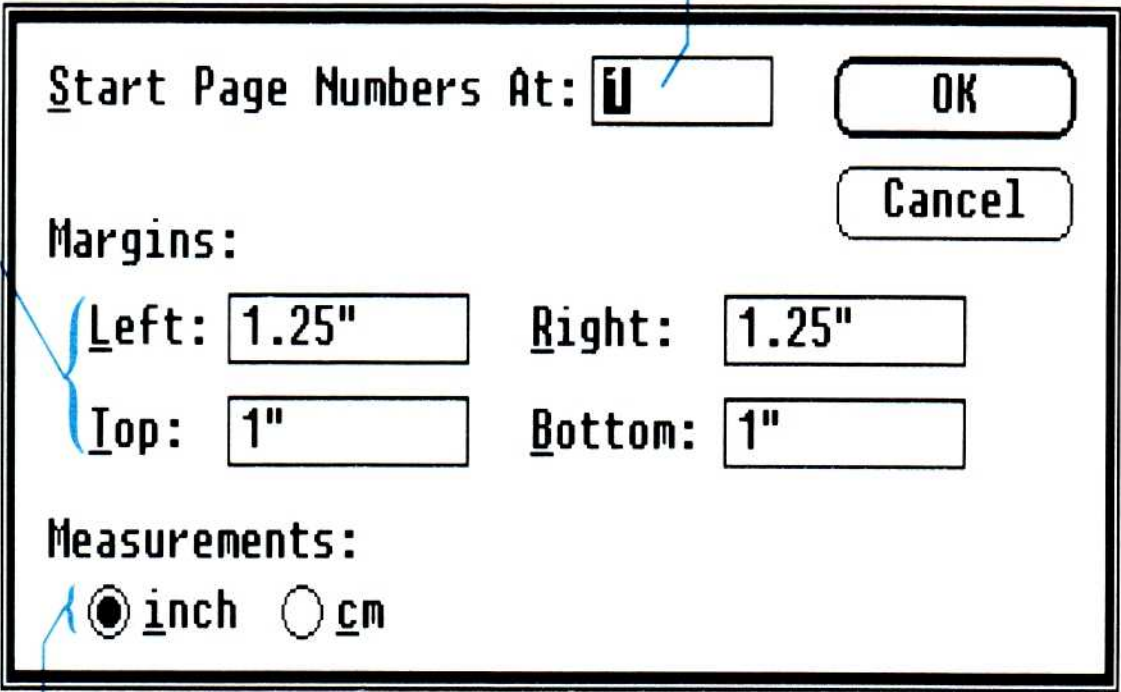 Start Page Numbers At: 1
OK
Cancel
Margins:
Left: 1.25" Right: 1.25"
Top: 1" Bottom: 1"
Measurements:
inch cm